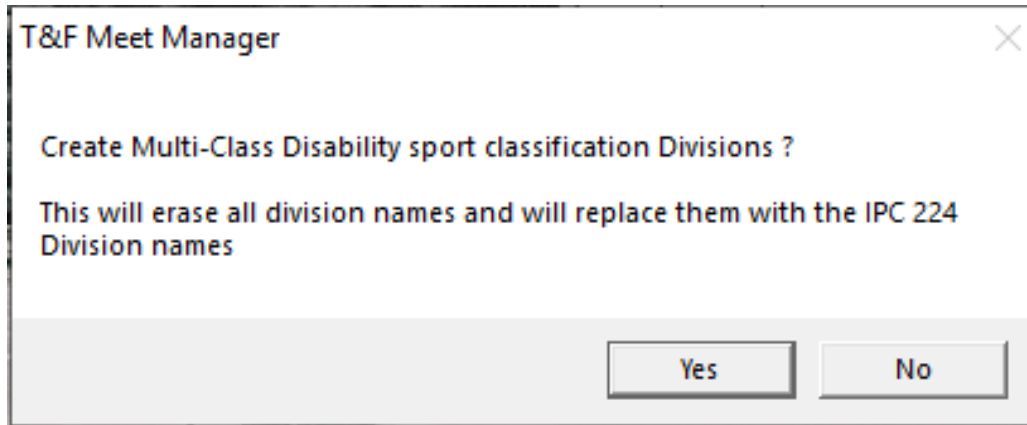 T&F Meet Manager
Create Multi-Class Disability sport classification Divisions ?
This will erase all division names and will replace them with the IPC 224
Division names
Yes
No